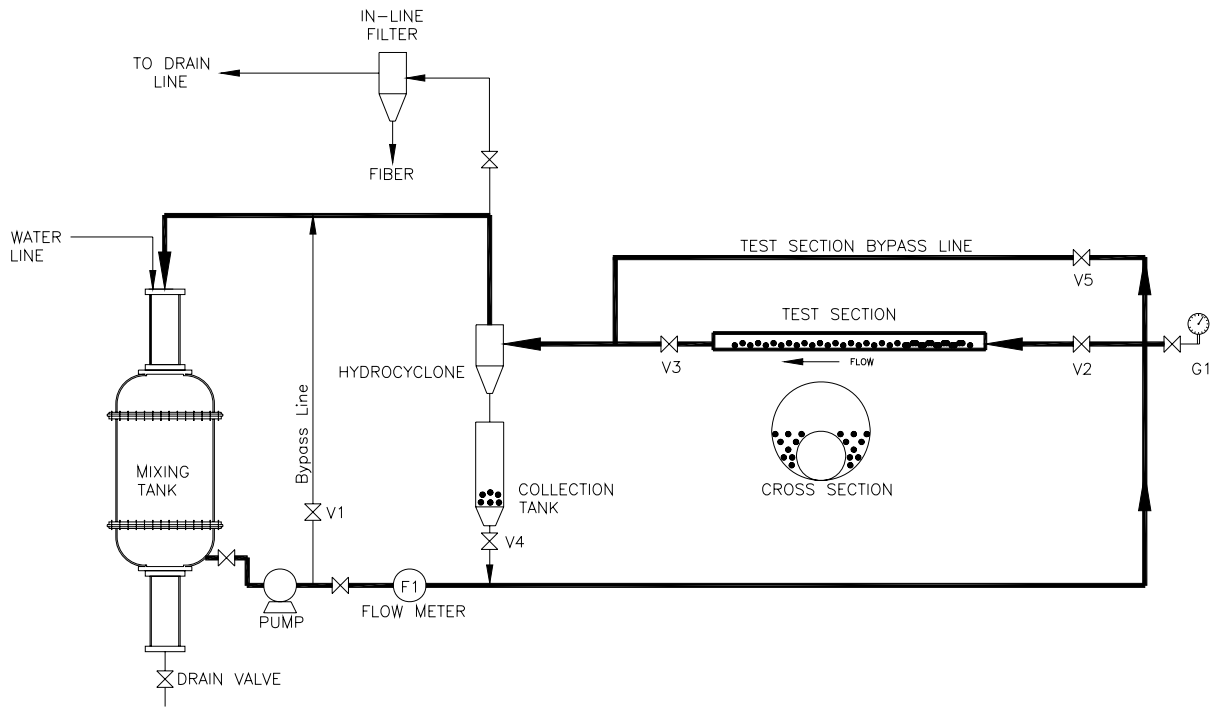 IN-LINE
FILTER
TO DRAIN
LINE
FIBER
WATER
LINE
TEST SECTION BYPASS LINE
V5
TEST SECTION
FLOW
V3
V2
G1
HYDROCYCLONE
Bypass Line
MIXING
TANK
COLLECTION
TANK
CROSS SECTION
V1
V4
F1
PUMP
FLOW METER
DRAIN VALVE